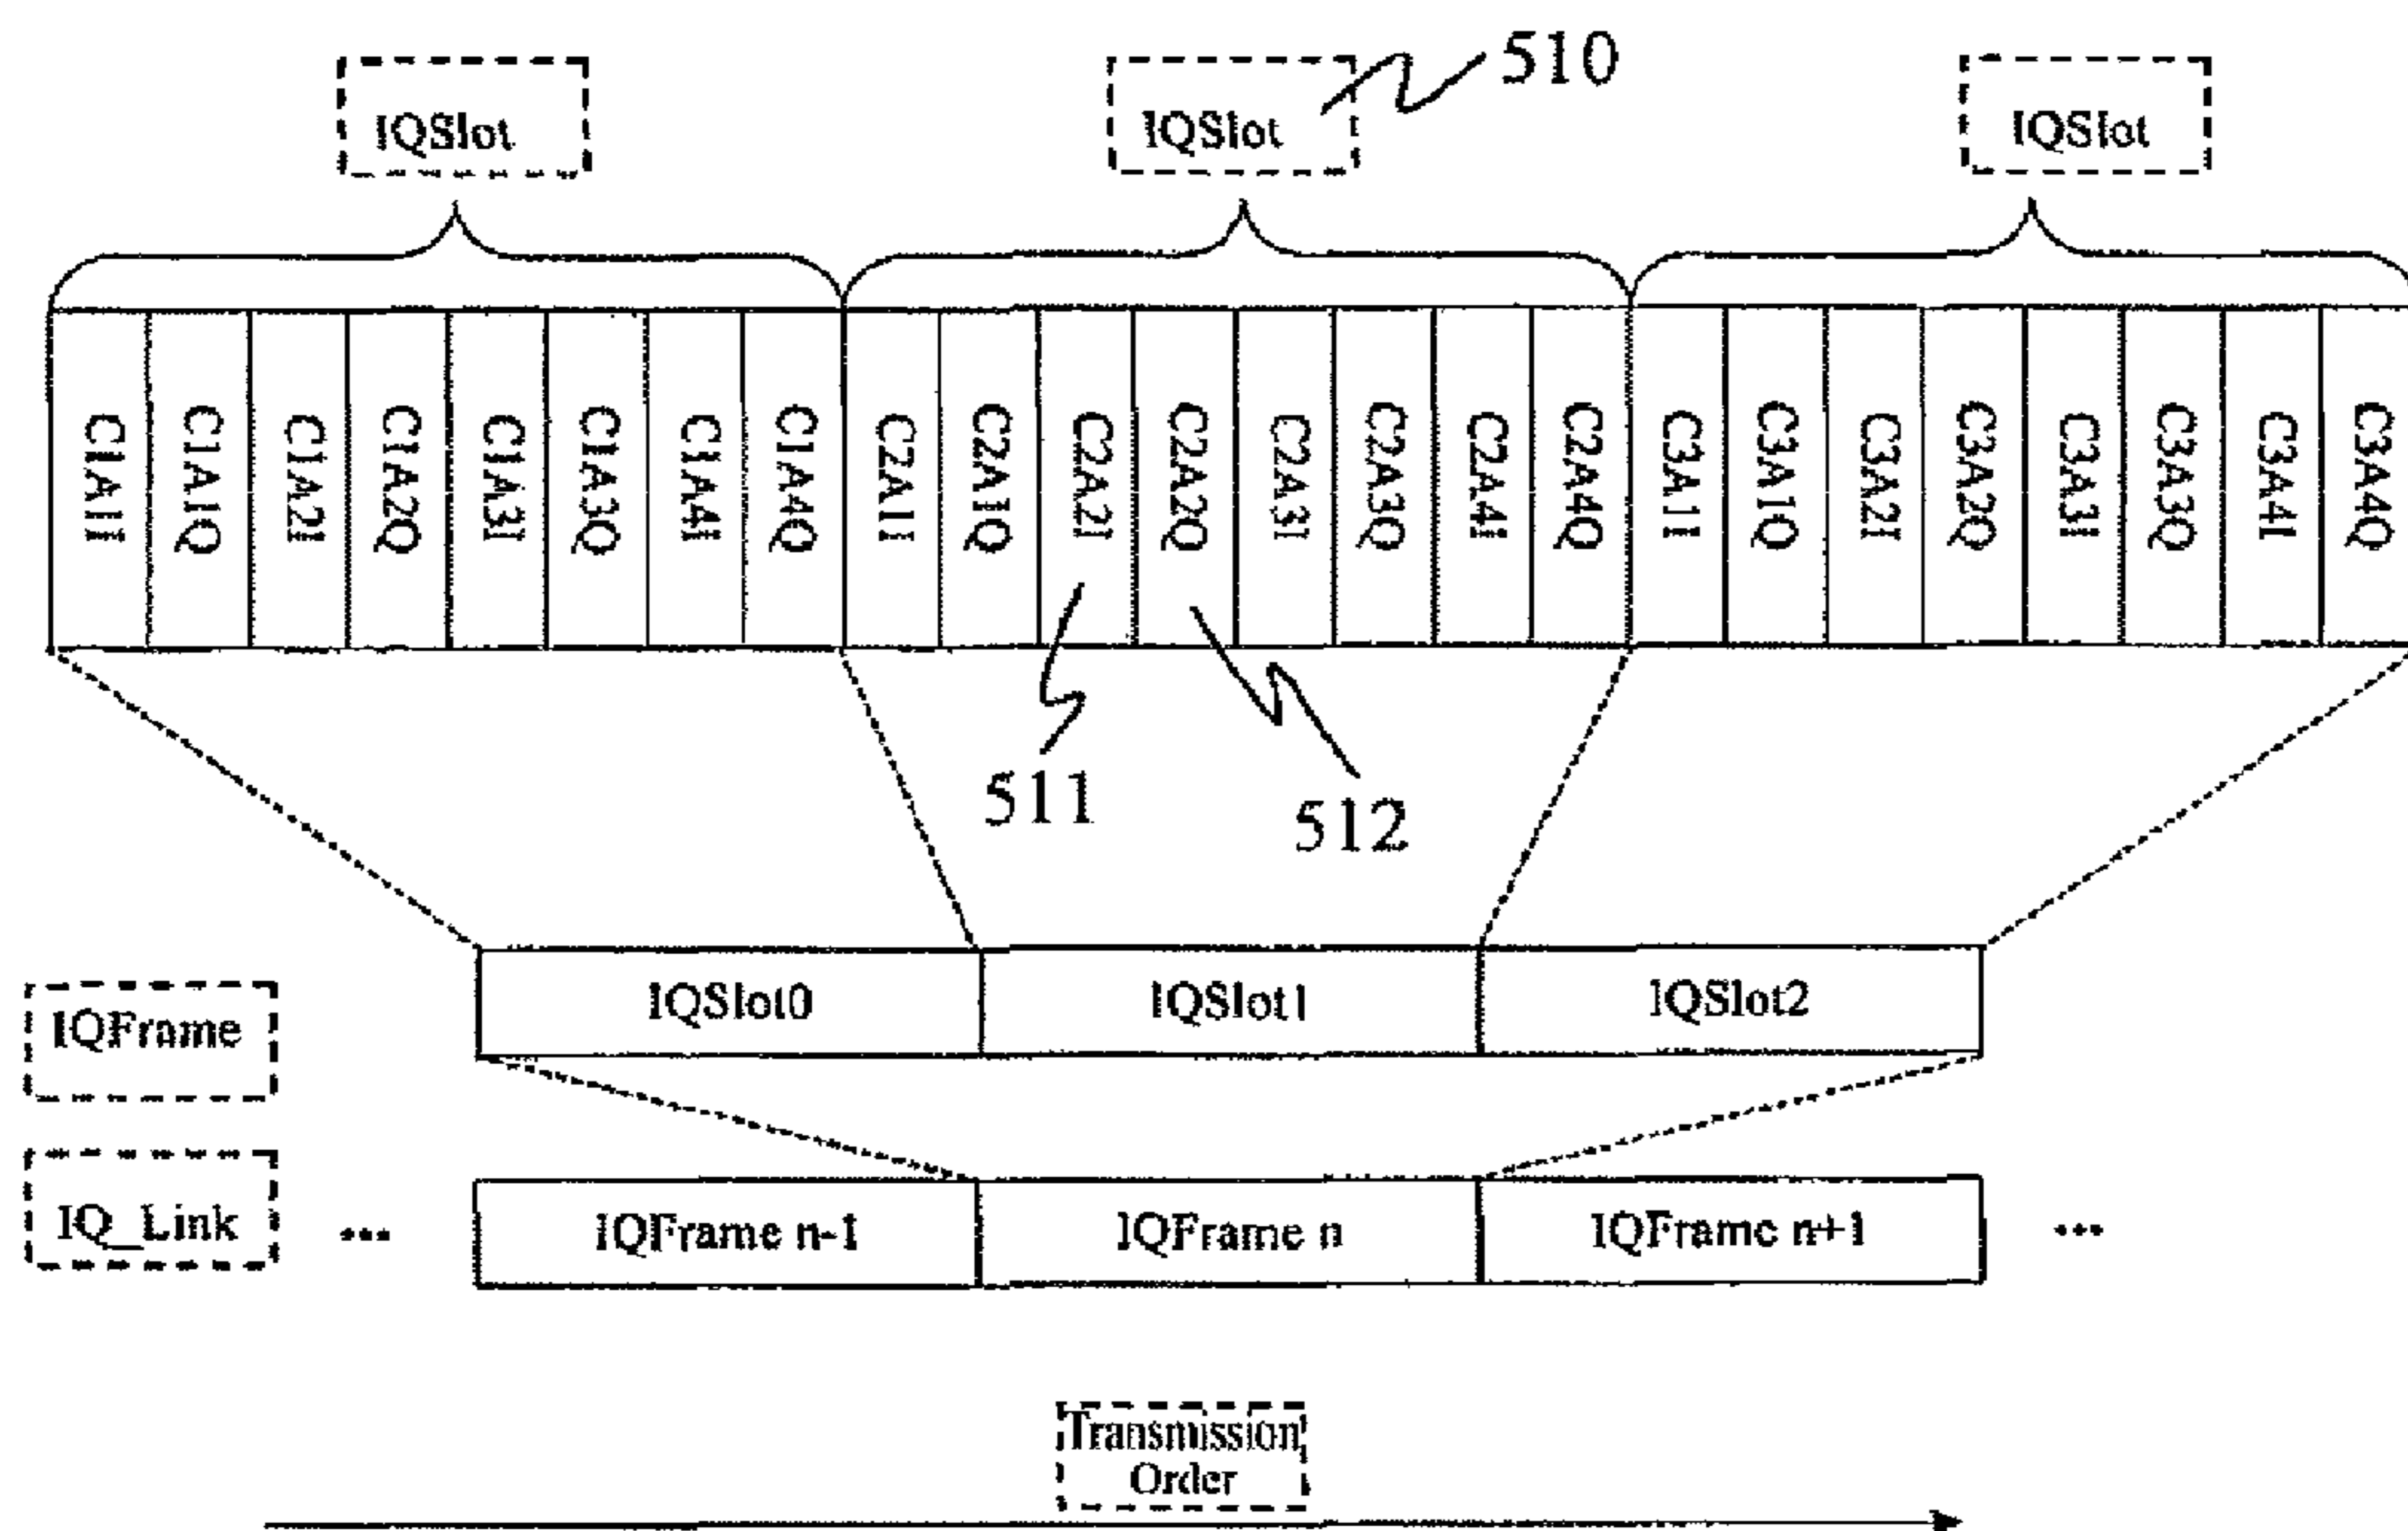 IQSlot
IQSlot
510
IQSlot
C1A1I
C1A1Q
C1A2I
C1A2Q
C1A3I
C1A3Q
C1A4I
C1A4Q
C2A1I
C2A1Q
C2A2I
C2A2Q
C2A3I
C2A3Q
C2A4I
C2A4Q
C3A1I
C3A1Q
C3A2I
C3A2Q
C3A3I
C3A3Q
C3A4I
C3A4Q
511
512
IQFrame
IQSlot0
IQSlot1
IQSlot2
IQ_Link
...
IQFrame n-1
IQFrame n
IQFrame n+1
...
Transmission
Order